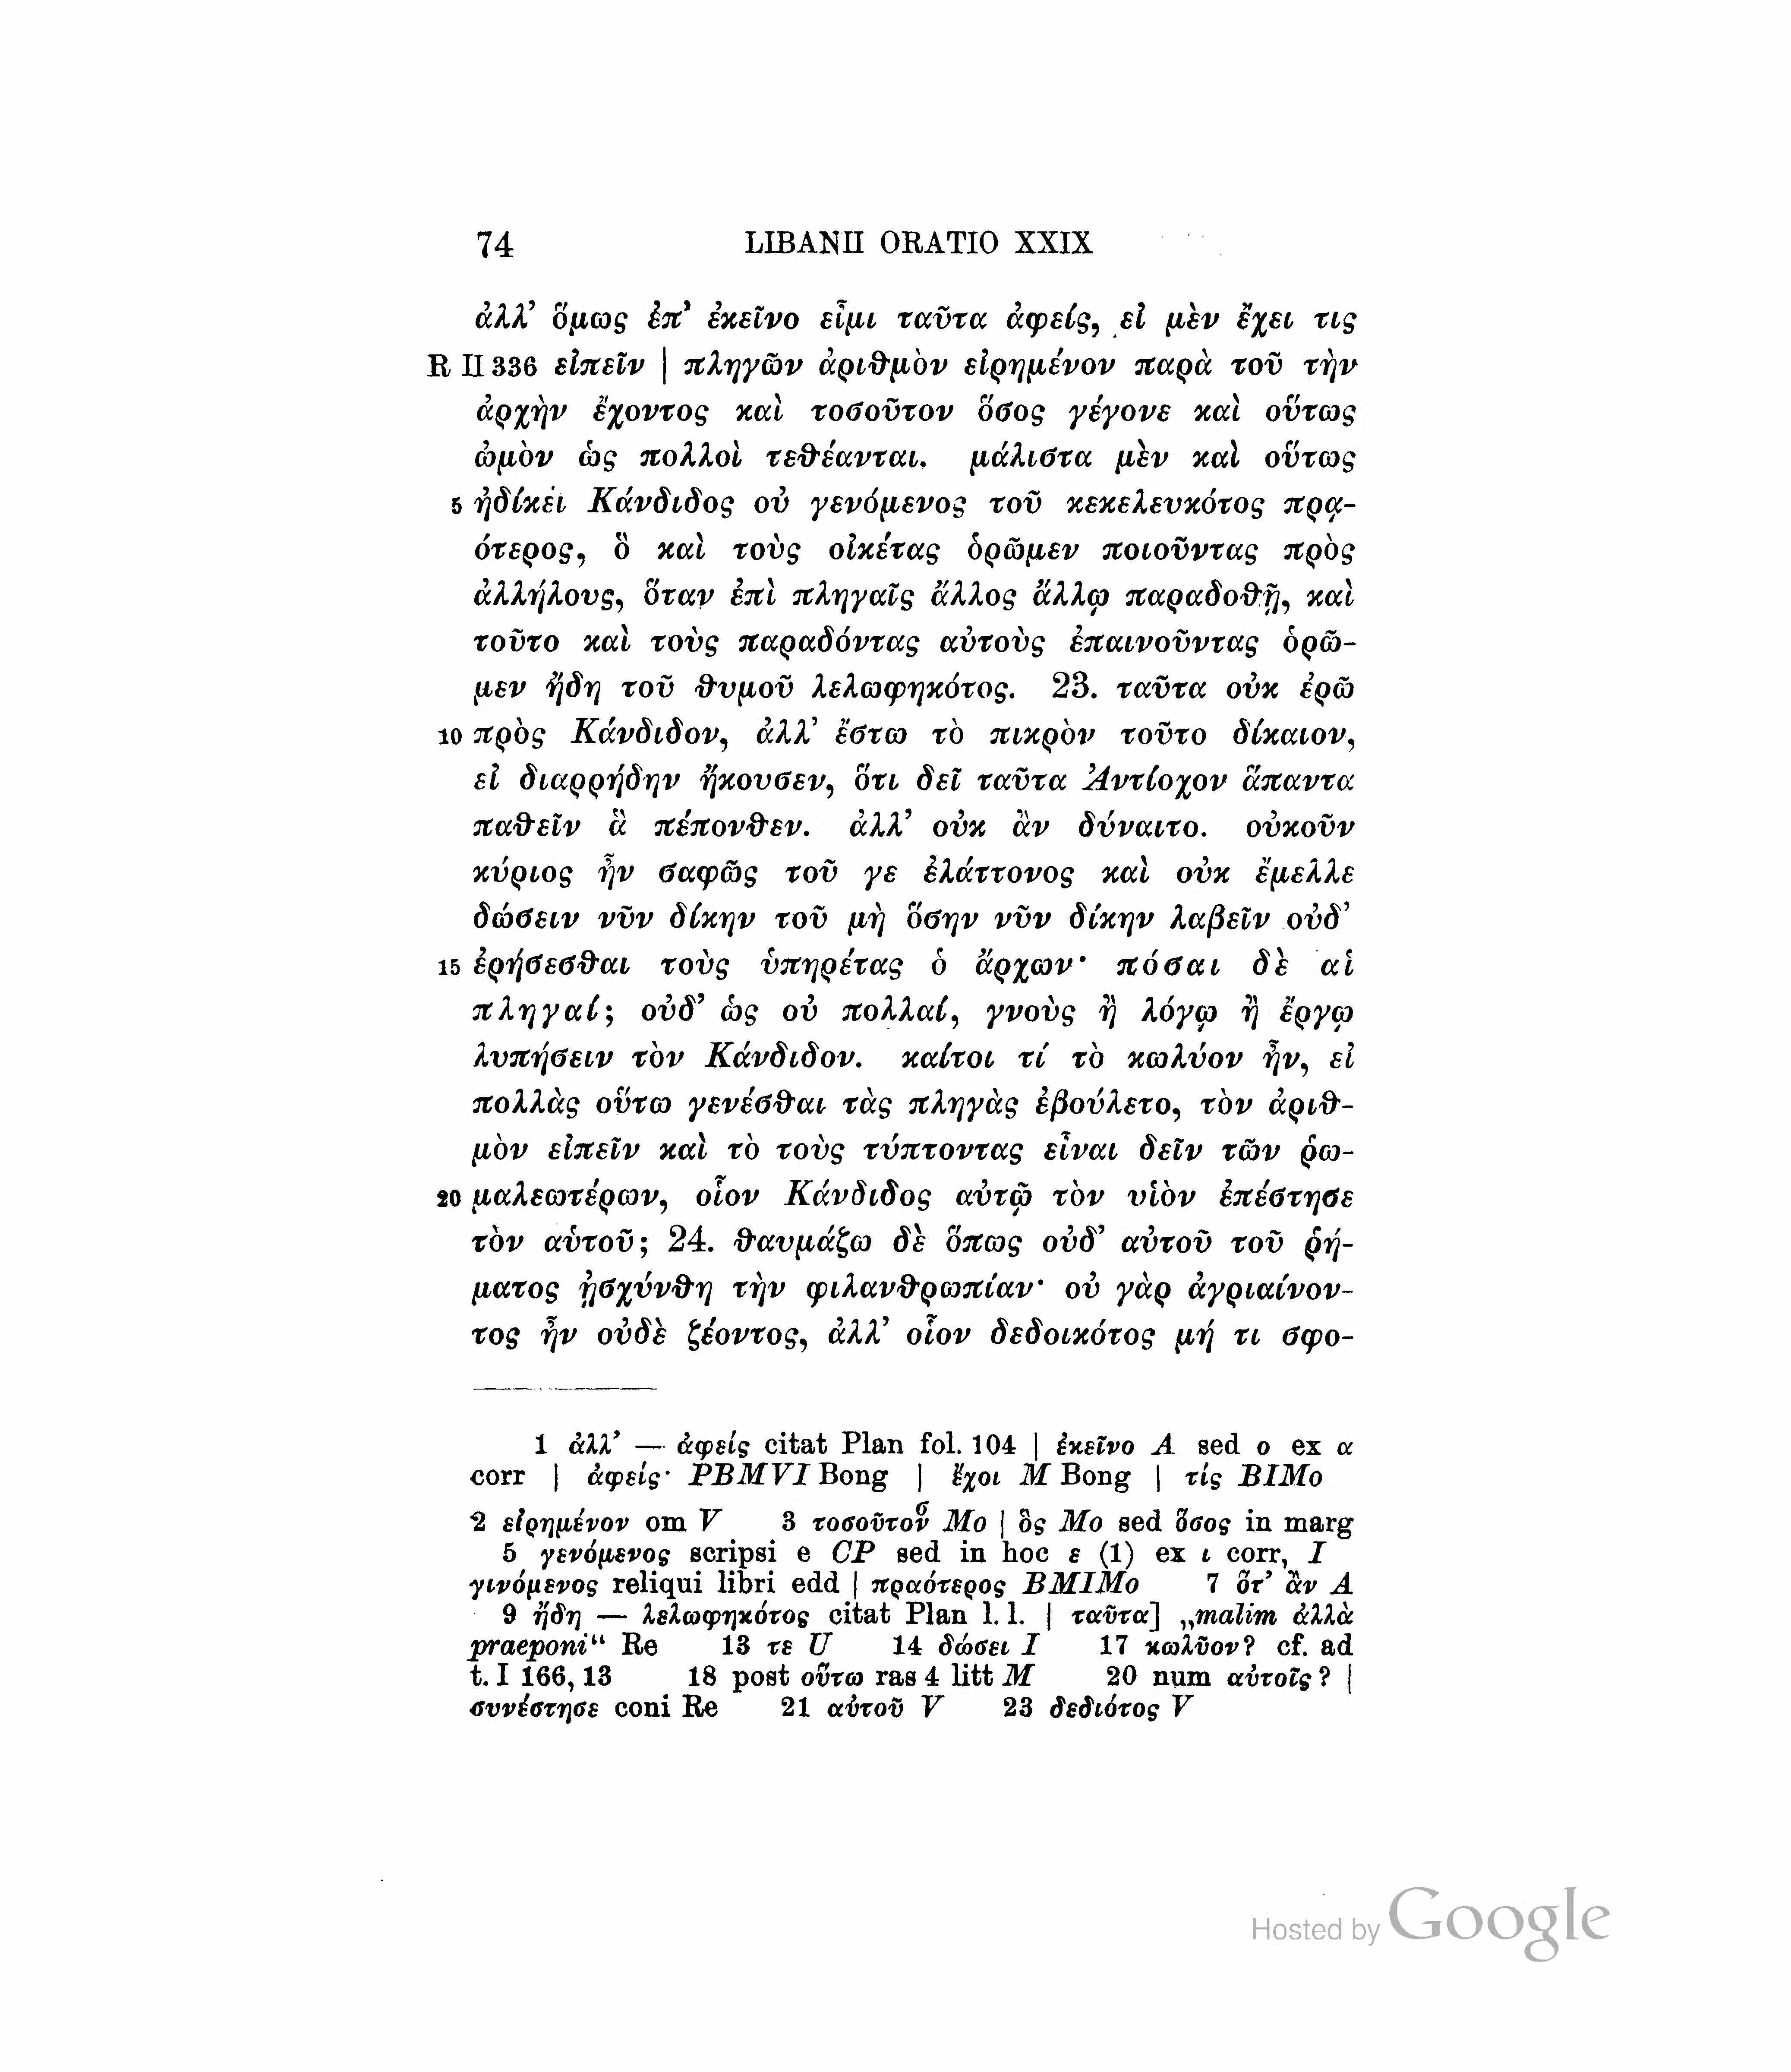 74 LIBANII ORATIO XXIX
ἀλλ’ ὅμως ἐπ’ ἐκεῖνο εἶμι ταῦτα ἀφείς, εἰ μὲν ἔχει τις
R II 336 εἰπεῖν | πληγῶν ἀριθμὸν εἰρημένον παρὰ τοῦ τὴν
ἀρχὴν ἔχοντος καὶ τοσοῦτον ὅσος γέγονε καὶ οὕτως
ὠμὸν ὡς πολλοὶ τεθέανται. μάλιστα μὲν καὶ οὕτως
5 ἠδίκει Κάνδιδος οὐ γενόμενος τοῦ κεκελευκότος πρᾳ-
ότερος, ὃ καὶ τοὺς οἰκέτας ὁρῶμεν ποιοῦντας πρὸς
ἀλλήλους, ὅταν ἐπὶ πληγαῖς ἄλλος ἄλλῳ παραδοθῇ, καὶ
τοῦτο καὶ τοὺς παραδόντας αὐτοὺς ἐπαινοῦντας ὁρῶ-
μεν ἤδη τοῦ θυμοῦ λελωφηκότος. 23. ταῦτα οὐκ ἐρῶ
10 πρὸς Κάνδιδον, ἀλλ’ ἔστω τὸ πικρὸν τοῦτο δίκαιον,
εἰ διαρρήδην ἤκουσεν, ὅτι δεῖ ταῦτα Ἀντίοχον ἅπαντα
παθεῖν ἃ πέπονθεν. ἀλλ’ οὐκ ἂν δύναιτο. οὐκοῦν
κύριος ἦν σαφῶς τοῦ γε ἐλάττονος καὶ οὐκ ἔμελλε
δώσειν νῦν δίκην τοῦ μὴ ὅσην νῦν δίκην λαβεῖν οὐδ’
15 ἐρήσεσθαι τοὺς ὑπηρέτας ὁ ἄρχων· πόσαι δὲ αἱ
πληγαί; οὐδ’ ὡς οὐ πολλαί, γνοὺς ἢ λόγῳ ἢ ἔργῳ
λυπήσειν τὸν Κάνδιδον. καίτοι τί τὸ κωλύον ἦν, εἰ
πολλὰς οὕτω γενέσθαι τὰς πληγὰς ἐβούλετο, τὸν ἀριθ-
μὸν εἰπεῖν καὶ τὸ τοὺς τύπτοντας εἶναι δεῖν τῶν ῥω-
20 μαλεωτέρων, οἷον Κάνδιδος αὐτῷ τὸν υἱὸν ἐπέστησε
τὸν αὑτοῦ; 24. θαυμάζω δὲ ὅπως οὐδ’ αὐτοῦ τοῦ ῥή-
ματος ᾐσχύνθη τὴν φιλανθρωπίαν· οὐ γὰρ ἀγριαίνον-
τος ἦν οὐδὲ ζέοντος, ἀλλ’ οἷον δεδοικότος μή τι σφο-
1 ἀλλ’ — ἀφείς citat Plan fol. 104 | ἐκεῖνο A sed ο ex α
corr | ἀφείς· PBMVI Bong | ἔχοι M Bong | τίς BIMo
2 εἰρημένον om V 3 τοσοῦτον̃σ Mo | ὃς Mo sed ὅσος in marg
5 γενόμενος scripsi e CP sed in hoc ε (1) ex ι corr, I
γινόμενος reliqui libri edd | πραότερος BMIMo 7 ὅτ’ ἂν A
9 ἤδη — λελωφηκότος citat Plan l. l. | ταῦτα] „malim ἀλλὰ
praeponi“ Re 13 τε U 14 δώσει I 17 κωλῦον? cf. ad
t. I 166, 13 18 post οὕτω ras 4 litt M 20 num αὐτοῖς? |
συνέστησε coni Re 21 αὐτοῦ V 23 δεδιότος V
Hosted by Google